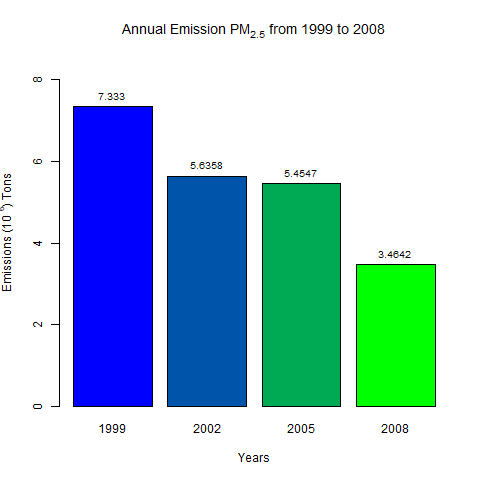 Annual Emission PM2.5 from 1999 to 2008
8
7.333
6
5.6358
5.4547
4
3.4642
2
0
Emissions (10^6) Tons
1999 2002 2005 2008
Years